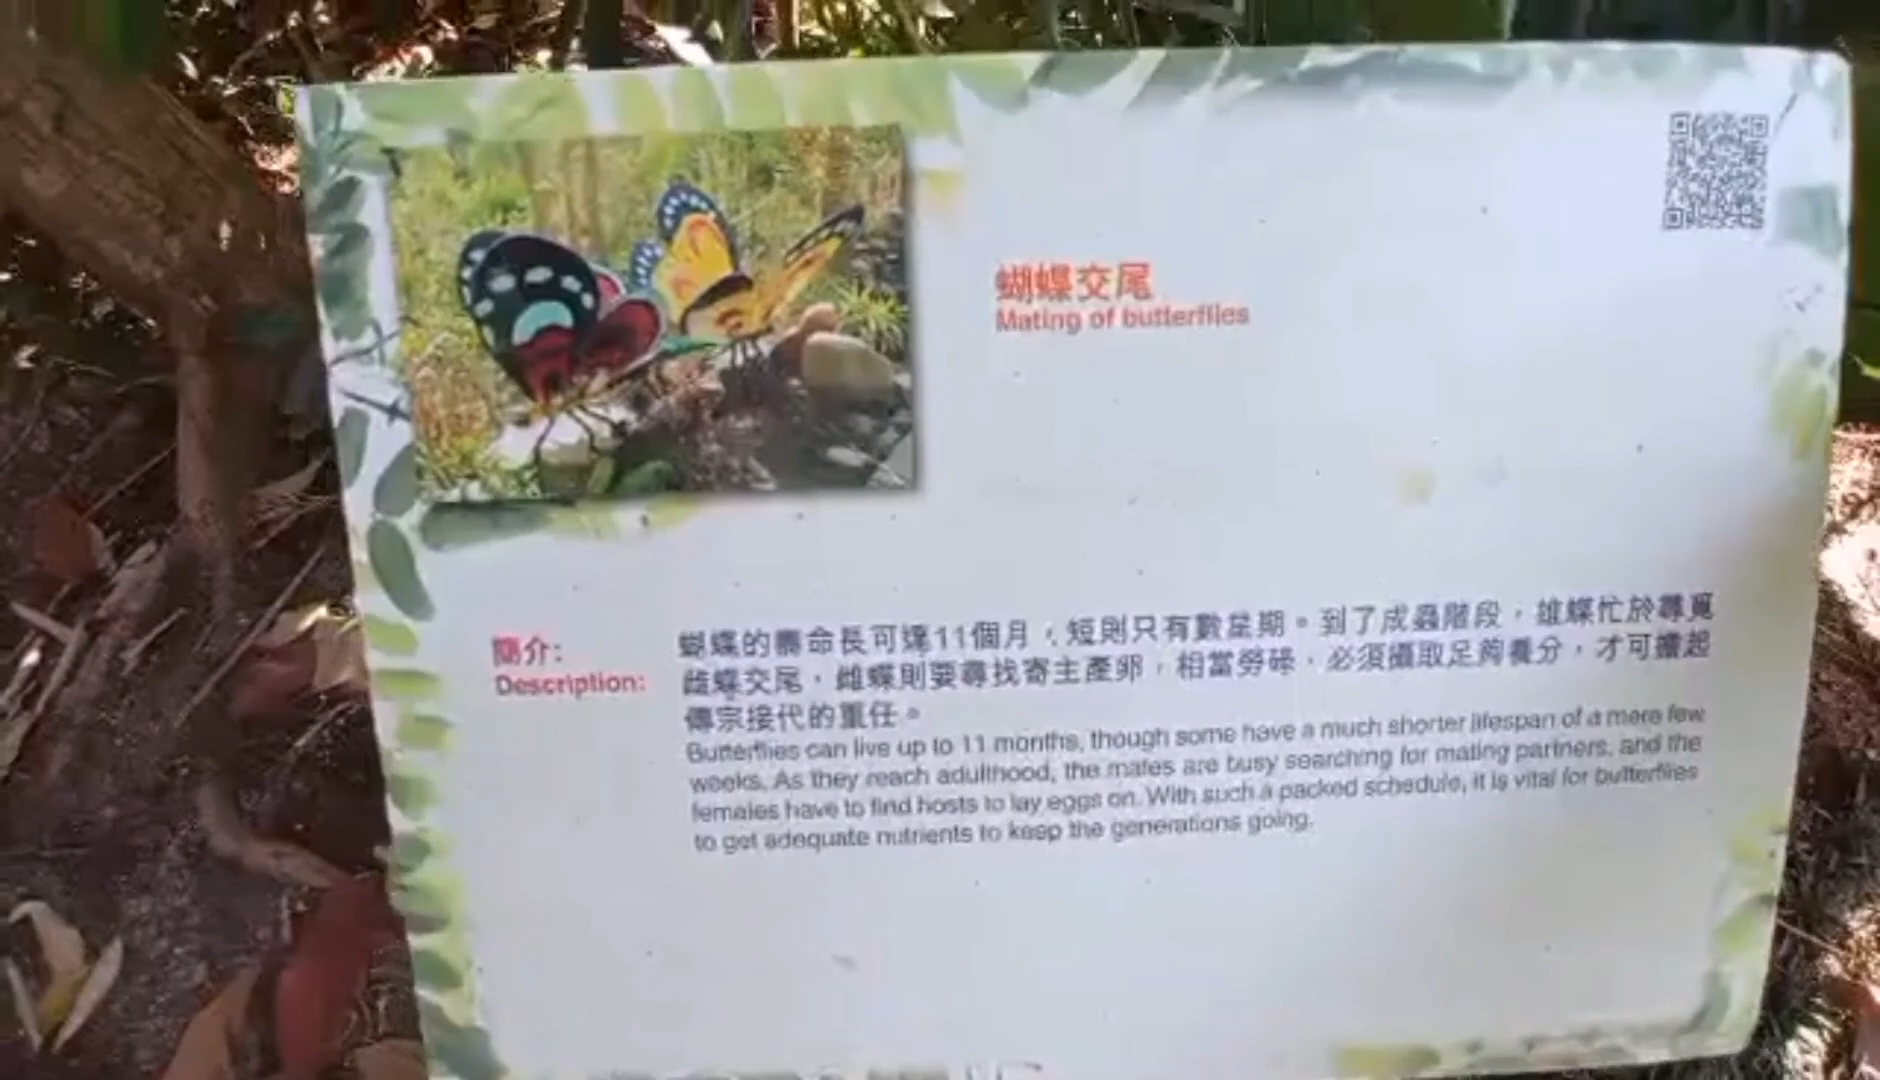 蝴蝶交尾
Mating of butterflies
簡介:
Description:
蝴蝶的壽命長可達11個月，短則只有數星期。到了成蟲階段，雄蝶忙於尋覓
雌蝶交尾，雌蝶則要尋找寄主產卵，相當勞碌，必須攝取足夠養分，才可擔起
傳宗接代的重任。
Butterflies can live up to 11 months, though some have a much shorter lifespan of a mere few
weeks. As they reach adulthood, the males are busy searching for mating partners, and the
females have to find hosts to lay eggs on. With such a packed schedule, it is vital for butterflies
to get adequate nutrients to keep the generations going.